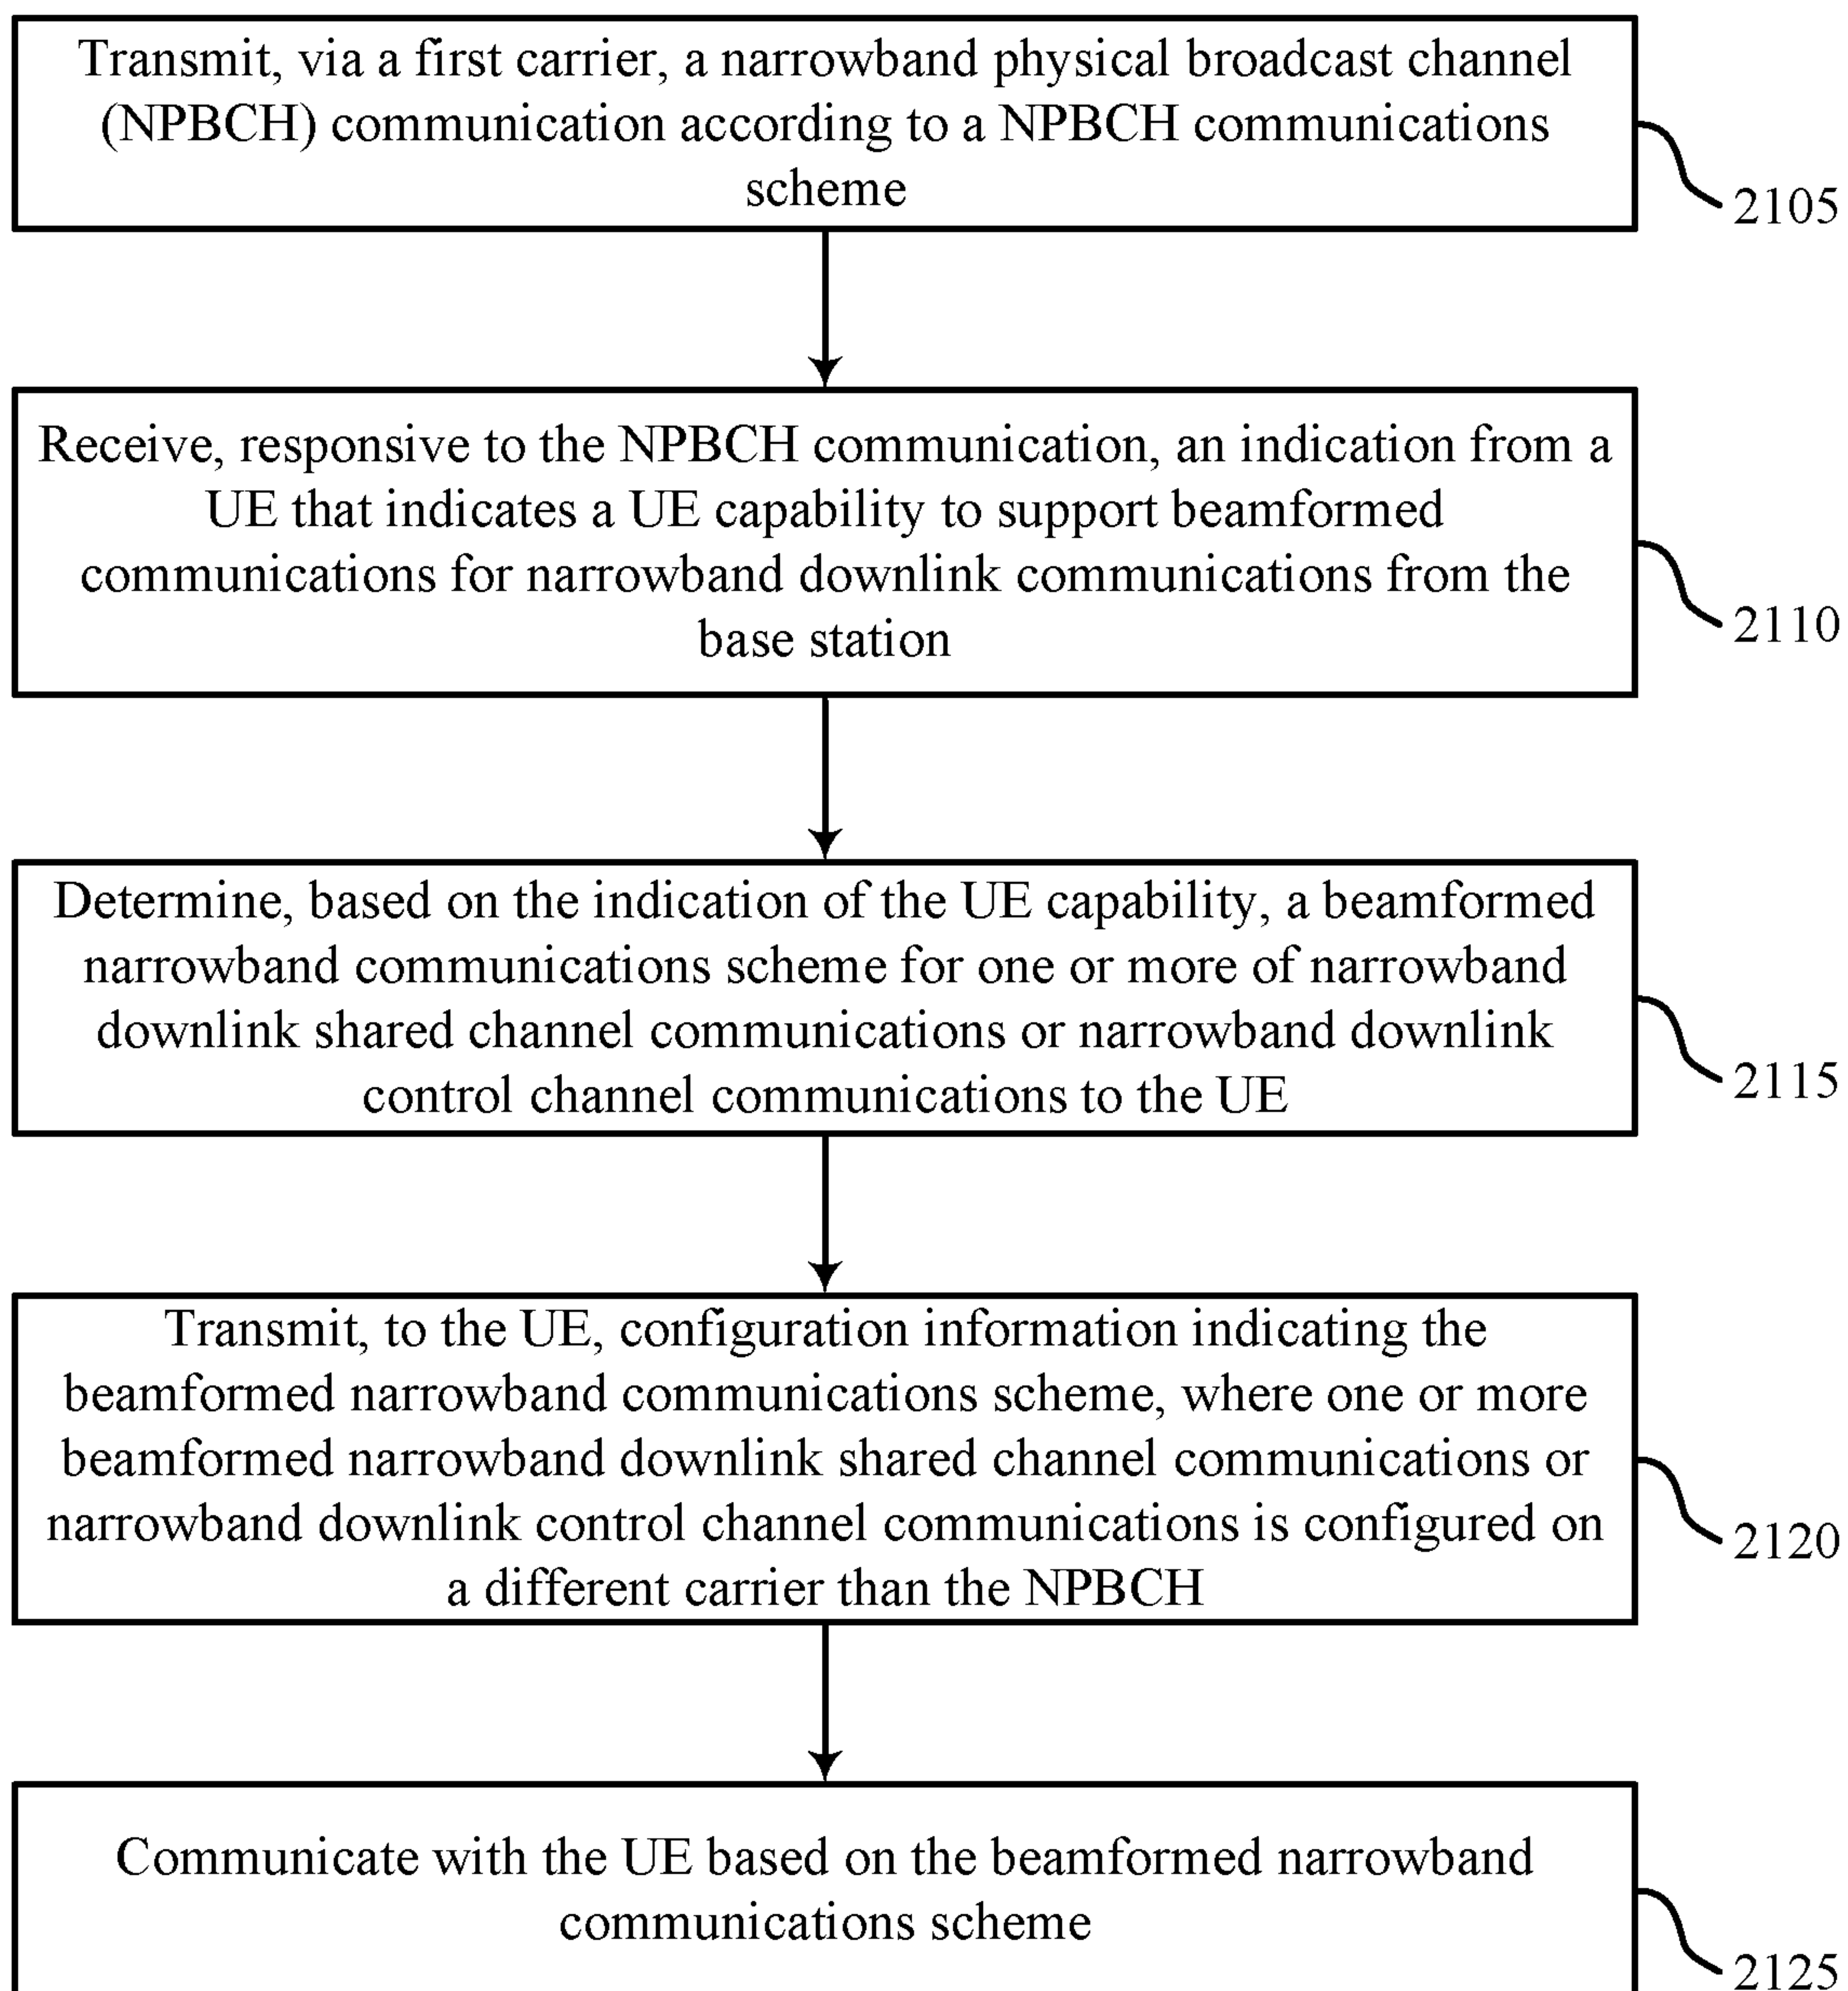 Transmit, via a first carrier, a narrowband physical broadcast channel
(NPBCH) communication according to a NPBCH communications
scheme
2105
Receive, responsive to the NPBCH communication, an indication from a
UE that indicates a UE capability to support beamformed
communications for narrowband downlink communications from the
base station
2110
Determine, based on the indication of the UE capability, a beamformed
narrowband communications scheme for one or more of narrowband
downlink shared channel communications or narrowband downlink
control channel communications to the UE
2115
Transmit, to the UE, configuration information indicating the
beamformed narrowband communications scheme, where one or more
beamformed narrowband downlink shared channel communications or
narrowband downlink control channel communications is configured on
a different carrier than the NPBCH
2120
Communicate with the UE based on the beamformed narrowband
communications scheme
2125